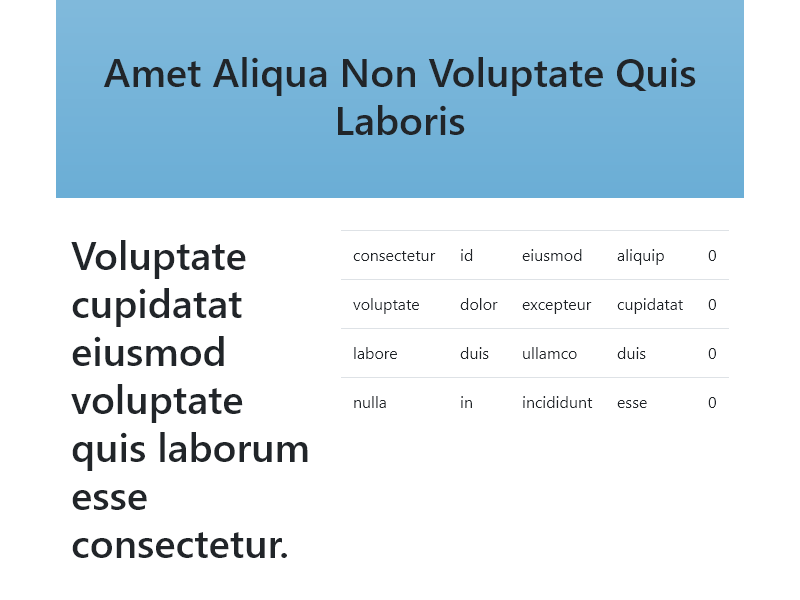 Amet Aliqua Non Voluptate Quis
Laboris
Voluptate
cupidatat
eiusmod
voluptate
quis laborum
esse
consectetur.
consectetur id eiusmod aliquip 0
voluptate dolor excepteur cupidatat 0
labore duis ullamco duis 0
nulla in incididunt esse 0